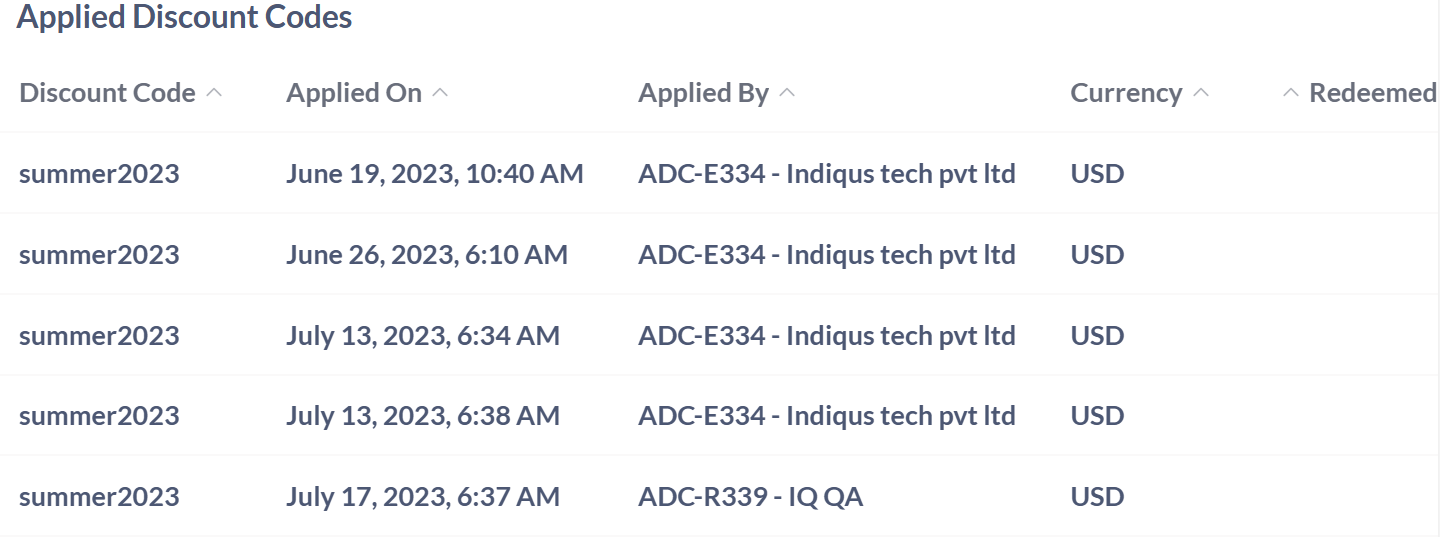 Applied Discount Codes
Discount Code Applied On Applied By Currency Redeemed
summer2023 June 19, 2023, 10:40 AM ADC-E334 - Indiqus tech pvt ltd USD
summer2023 June 26, 2023, 6:10 AM ADC-E334 - Indiqus tech pvt ltd USD
summer2023 July 13, 2023, 6:34 AM ADC-E334 - Indiqus tech pvt ltd USD
summer2023 July 13, 2023, 6:38 AM ADC-E334 - Indiqus tech pvt ltd USD
summer2023 July 17, 2023, 6:37 AM ADC-R339 - IQ QA USD